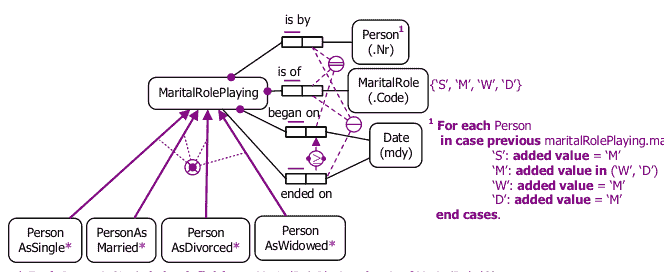 is by
Person¹
(.Nr)
is of
MaritalRole
(.Code)
{'S', 'M', 'W', 'D'}
MaritalRolePlaying
began on
Date
(mdy)
ended on
¹ For each Person
in case previous maritalRolePlaying.ma
'S': added value = 'M'
'M': added value in ('W', 'D')
'W': added value = 'M'
'D': added value = 'M'
end cases.
Person
AsSingle*
PersonAs
Married*
Person
AsDivorced*
Person
AsWidowed*